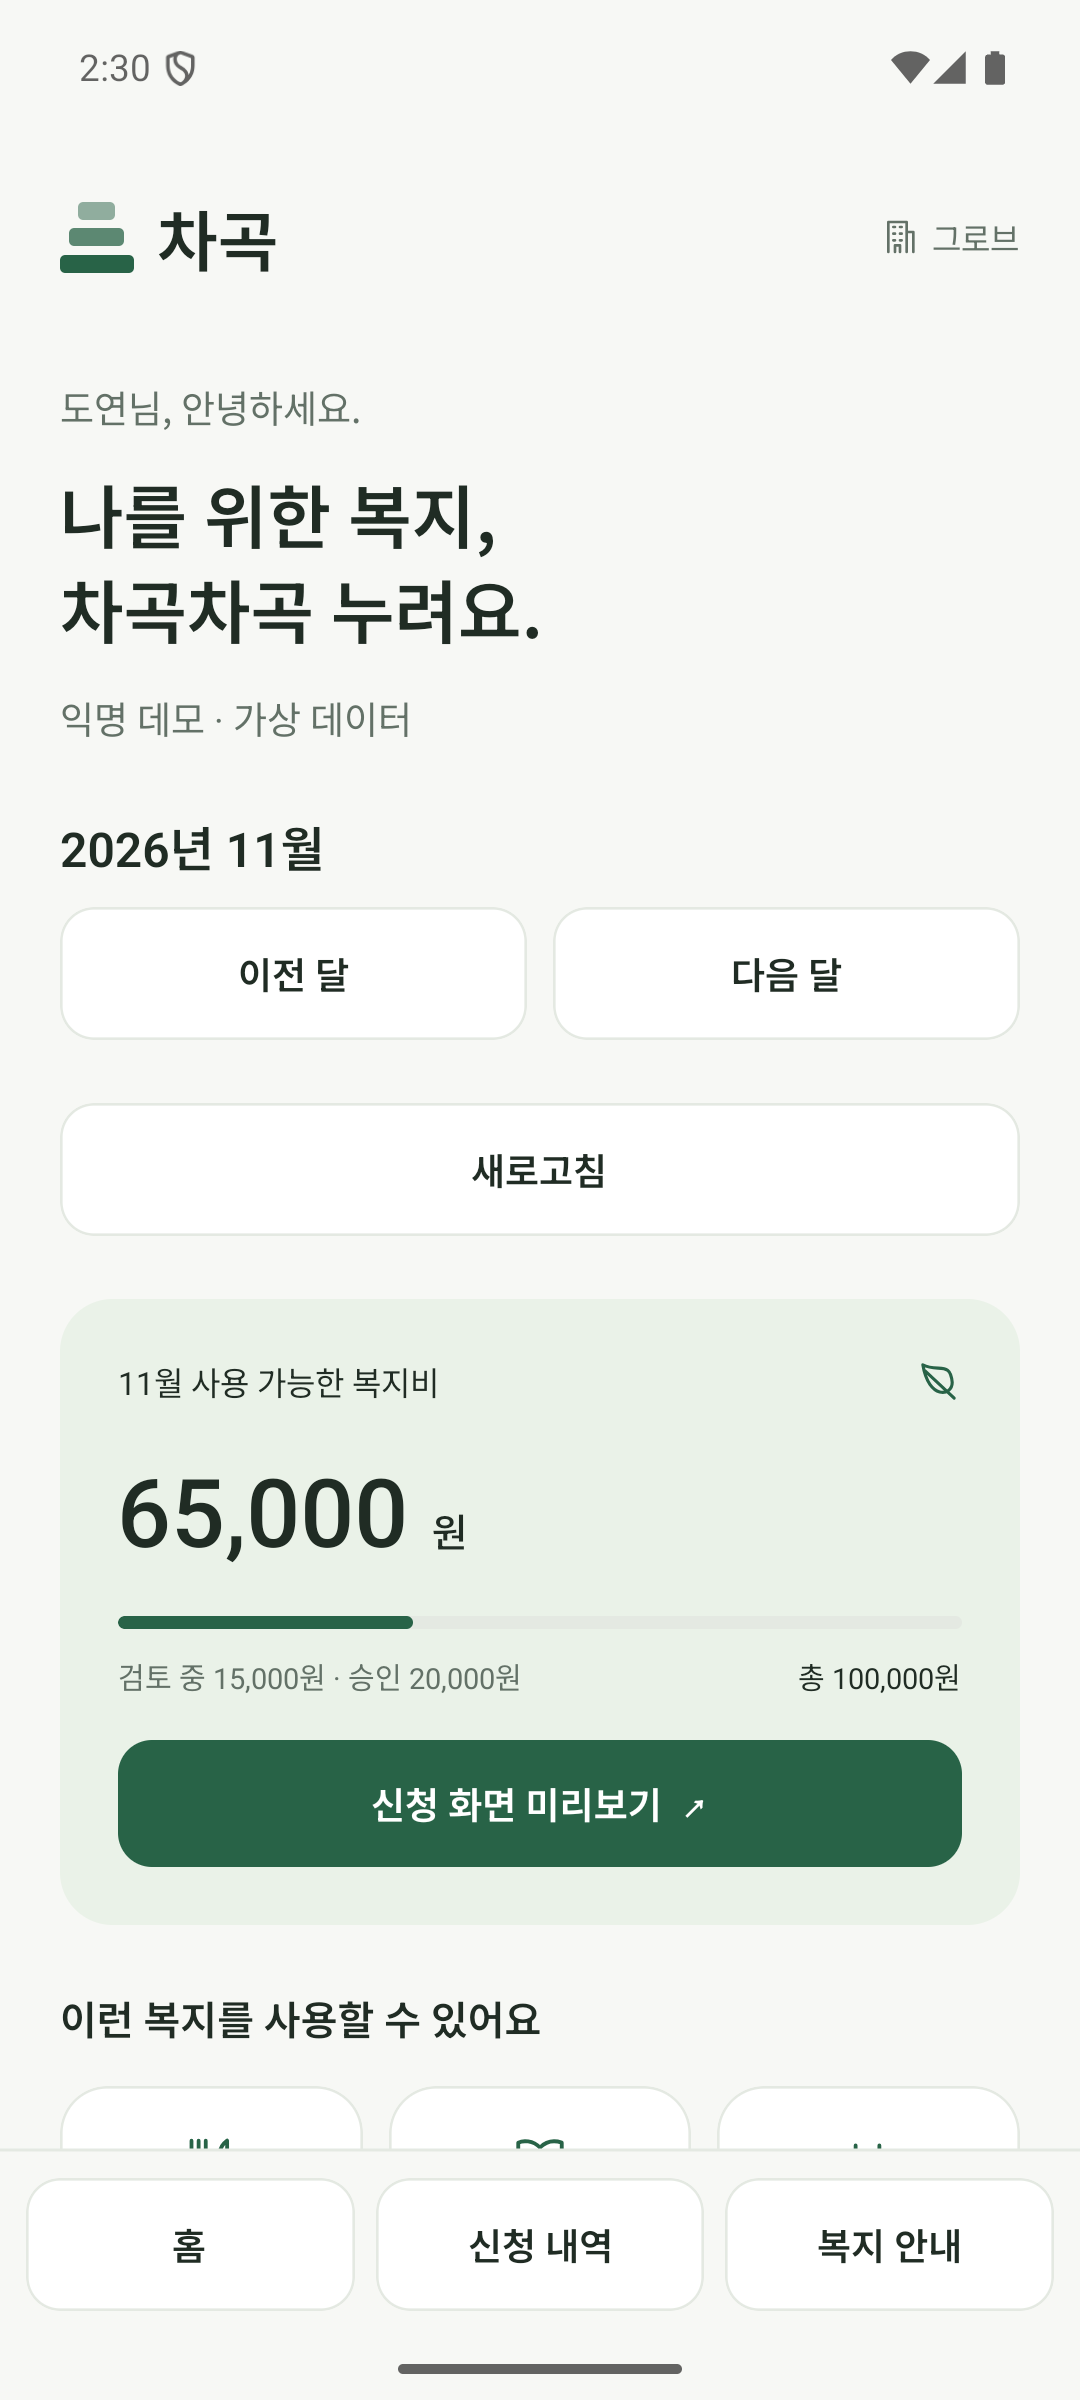 2:30
차곡
그로브
도연님, 안녕하세요.
나를 위한 복지,
차곡차곡 누려요.
익명 데모 · 가상 데이터
2026년 11월
이전 달
다음 달
새로고침
11월 사용 가능한 복지비
65,000 원
검토 중 15,000원 · 승인 20,000원
총 100,000원
신청 화면 미리보기 ↗
이런 복지를 사용할 수 있어요
홈
신청 내역
복지 안내